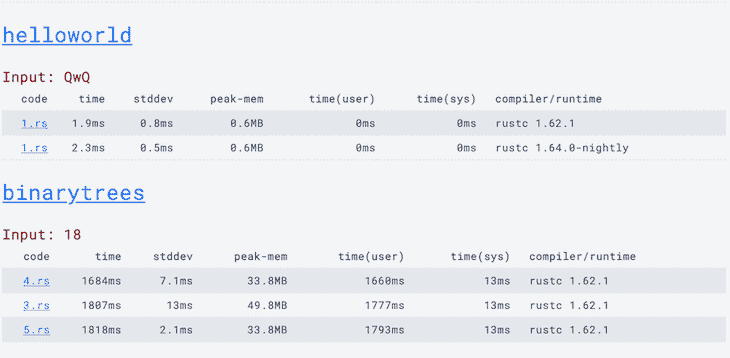 helloworld
Input: QwQ
code time stddev peak-mem time(user) time(sys) compiler/runtime
1.rs 1.9ms 0.8ms 0.6MB 0ms 0ms rustc 1.62.1
1.rs 2.3ms 0.5ms 0.6MB 0ms 0ms rustc 1.64.0-nightly
binarytrees
Input: 18
code time stddev peak-mem time(user) time(sys) compiler/runtime
4.rs 1684ms 7.1ms 33.8MB 1660ms 13ms rustc 1.62.1
3.rs 1807ms 13ms 49.8MB 1777ms 13ms rustc 1.62.1
5.rs 1818ms 2.1ms 33.8MB 1793ms 13ms rustc 1.62.1